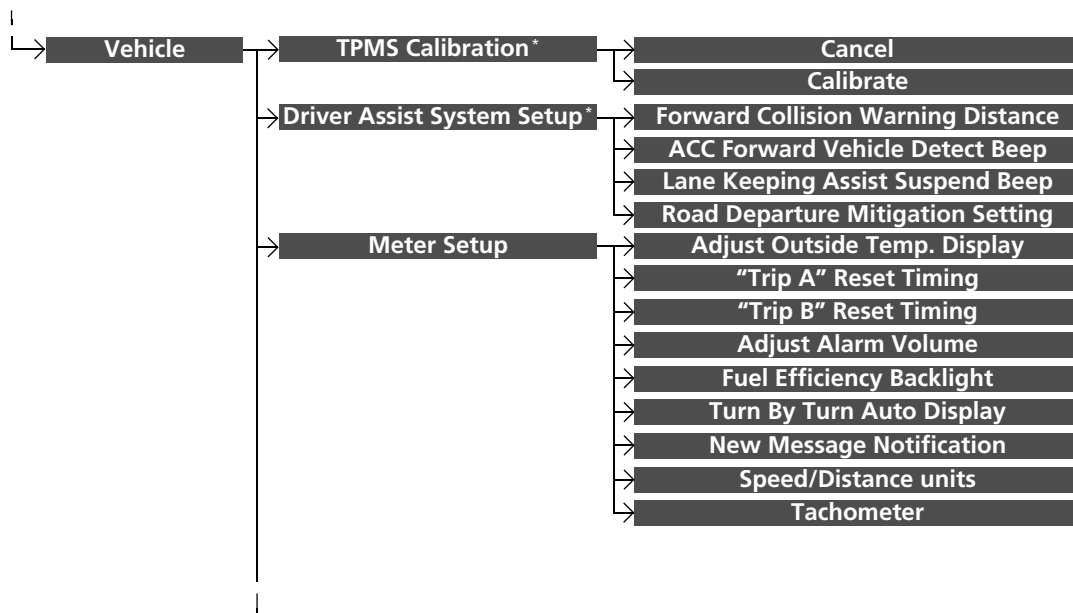 Vehicle
TPMS Calibration*
Cancel
Calibrate
Driver Assist System Setup*
Forward Collision Warning Distance
ACC Forward Vehicle Detect Beep
Lane Keeping Assist Suspend Beep
Road Departure Mitigation Setting
Meter Setup
Adjust Outside Temp. Display
“Trip A” Reset Timing
“Trip B” Reset Timing
Adjust Alarm Volume
Fuel Efficiency Backlight
Turn By Turn Auto Display
New Message Notification
Speed/Distance units
Tachometer